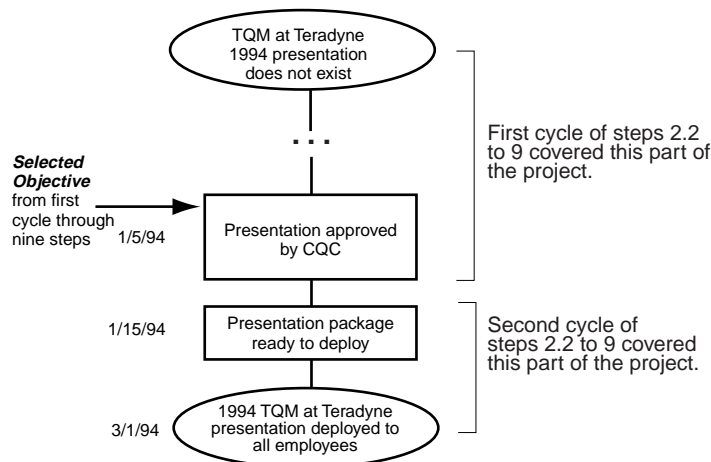 TQM at Teradyne
1994 presentation
does not exist
...
First cycle of steps 2.2
to 9 covered this part of
the project.
Selected
Objective
from first
cycle through
nine steps
1/5/94
Presentation approved
by CQC
1/15/94
Presentation package
ready to deploy
Second cycle of
steps 2.2 to 9 covered
this part of the project.
3/1/94
1994 TQM at Teradyne
presentation deployed to
all employees